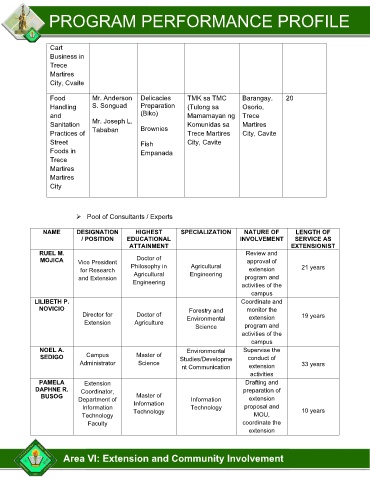 PROGRAM PERFORMANCE PROFILE
Cart
Business in
Trece
Martires
City, Cvaite
Food
Handling
and
Sanitation
Practices of
Street
Foods in
Trece
Martires
Martires
City
Mr. Anderson
S. Songuad
Mr. Joseph L.
Tababan
Delicacies
Preparation
(Biko)
Brownies
Fish
Empanada
TMK sa TMC
(Tulong sa
Mamamayan ng
Komunidas sa
Trece Martires
City, Cavite
Barangay.
Osorio,
Trece
Martires
City, Cavite
20
➢ Pool of Consultants / Experts
NAME
DESIGNATION
/ POSITION
HIGHEST
EDUCATIONAL
ATTAINMENT
SPECIALIZATION
NATURE OF
INVOLVEMENT
LENGTH OF
SERVICE AS
EXTENSIONIST
RUEL M.
MOJICA
Vice President
for Research
and Extension
Doctor of
Philosophy in
Agricultural
Engineering
Agricultural
Engineering
Review and
approval of
extension
program and
activities of the
campus
21 years
LILIBETH P.
NOVICIO
Director for
Extension
Doctor of
Agriculture
Forestry and
Environmental
Science
Coordinate and
monitor the
extension
program and
activities of the
campus
19 years
NOEL A.
SEDIGO
Campus
Administrator
Master of
Science
Environmental
Studies/Developme
nt Communication
Supervise the
conduct of
extension
activities
33 years
PAMELA
DAPHNE R.
BUSOG
Extension
Coordinator,
Department of
Information
Technology
Faculty
Master of
Information
Technology
Information
Technology
Drafting and
preparation of
extension
proposal and
MOU,
coordinate the
extension
10 years
Area VI: Extension and Community Involvement